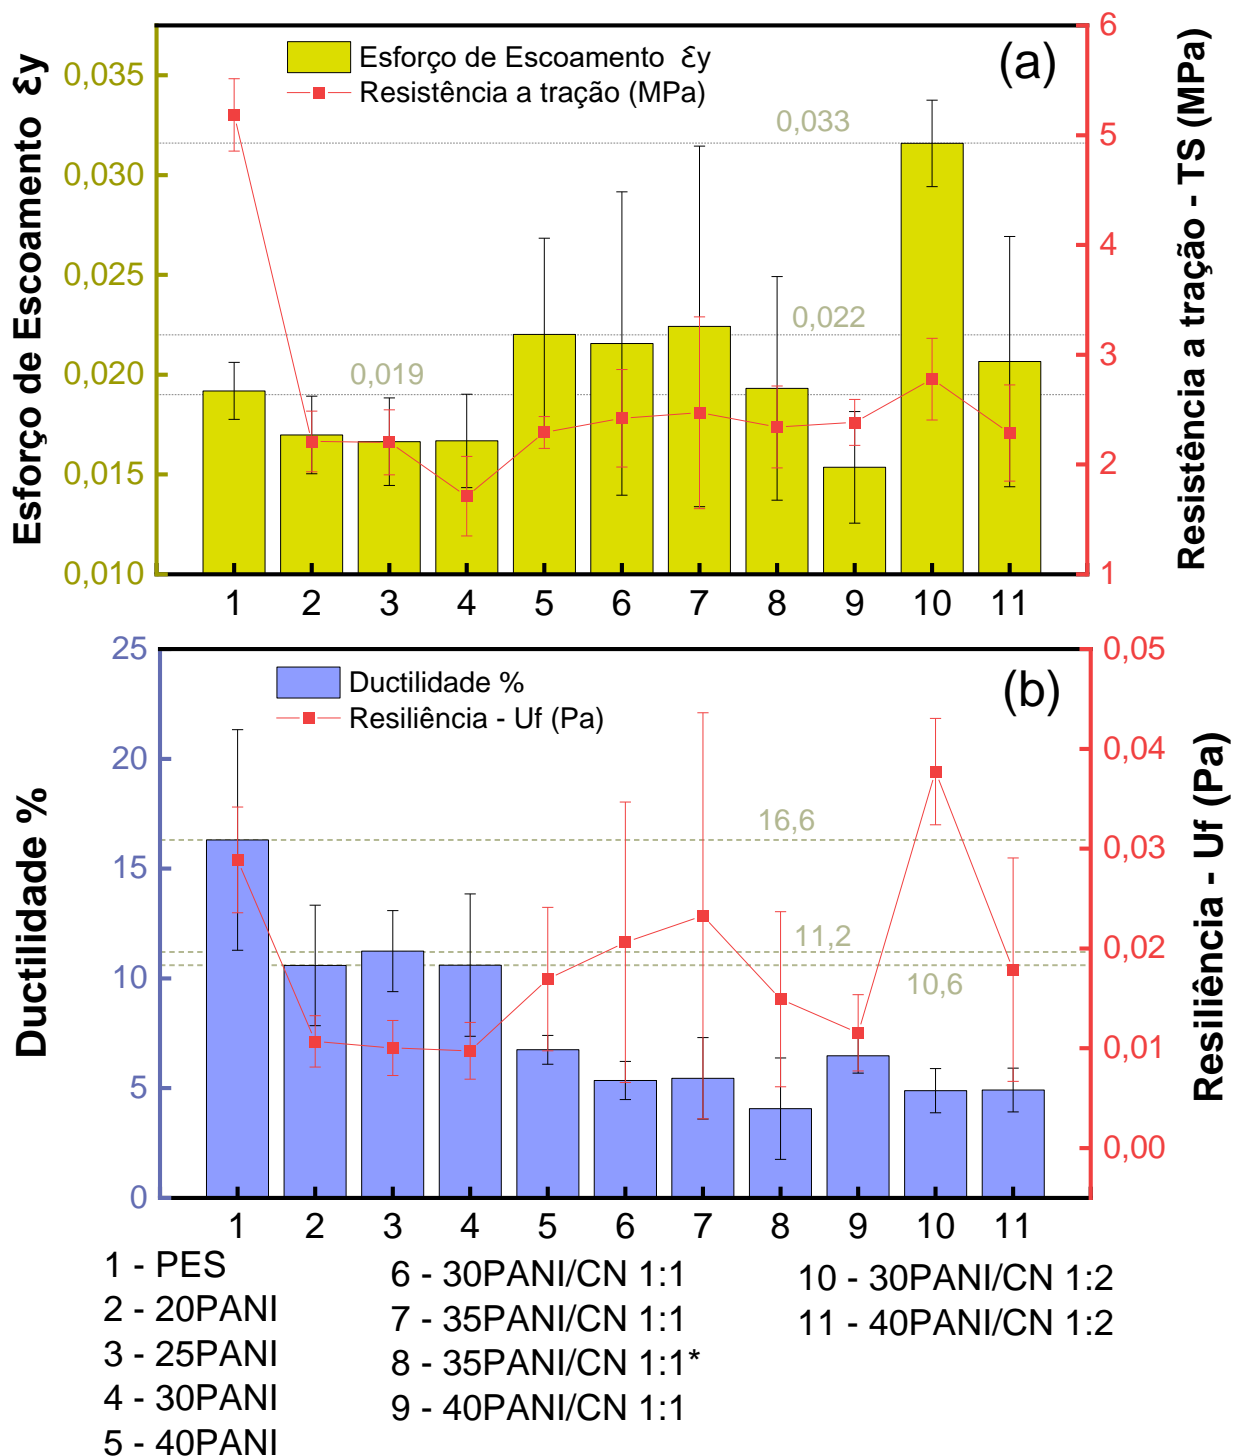 Esforço de Escoamento εy
Resistência a tração (MPa)
(a)
Esforço de Escoamento εy
0,035
0,030
0,025
0,020
0,015
0,010
0,033
0,022
0,019
6
5
4
3
2
1
Resistência a tração - TS (MPa)
1 2 3 4 5 6 7 8 9 10 11
Ductilidade %
Resiliência - Uf (Pa)
(b)
Ductilidade %
25
20
15
10
5
0
16,6
11,2
10,6
0,05
0,04
0,03
0,02
0,01
0,00
Resiliência - Uf (Pa)
1 2 3 4 5 6 7 8 9 10 11
1 - PES
2 - 20PANI
3 - 25PANI
4 - 30PANI
5 - 40PANI
6 - 30PANI/CN 1:1
7 - 35PANI/CN 1:1
8 - 35PANI/CN 1:1*
9 - 40PANI/CN 1:1
10 - 30PANI/CN 1:2
11 - 40PANI/CN 1:2